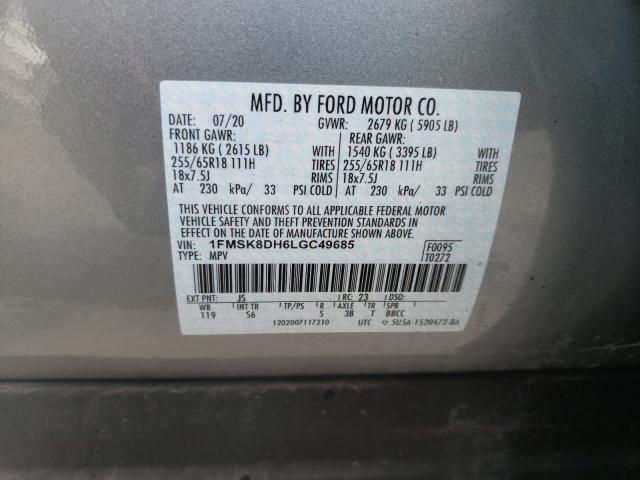 MFD. BY FORD MOTOR CO.
DATE: 07/20 GVWR: 2679 KG ( 5905 LB)
FRONT GAWR: REAR GAWR:
1186 KG ( 2615 LB) WITH 1540 KG ( 3395 LB) WITH
255/65R18 111H TIRES 255/65R18 111H TIRES
18x7.5J RIMS 18x7.5J RIMS
AT 230 kPa/ 33 PSI COLD AT 230 kPa/ 33 PSI COLD
THIS VEHICLE CONFORMS TO ALL APPLICABLE FEDERAL MOTOR
VEHICLE SAFETY AND THEFT PREVENTION STANDARDS IN
EFFECT ON THE DATE OF MANUFACTURE SHOWN ABOVE.
VIN: 1FMSK8DH6LGC49685 F0095
TYPE: MPV T0272
EXT PNT: JS RC: 23 DSO:
WB INT TR TP/PS R AXLE TR SPR
119 S6 S 3B T BBCC
1202007117210 UTC 5USA-1520472-BA